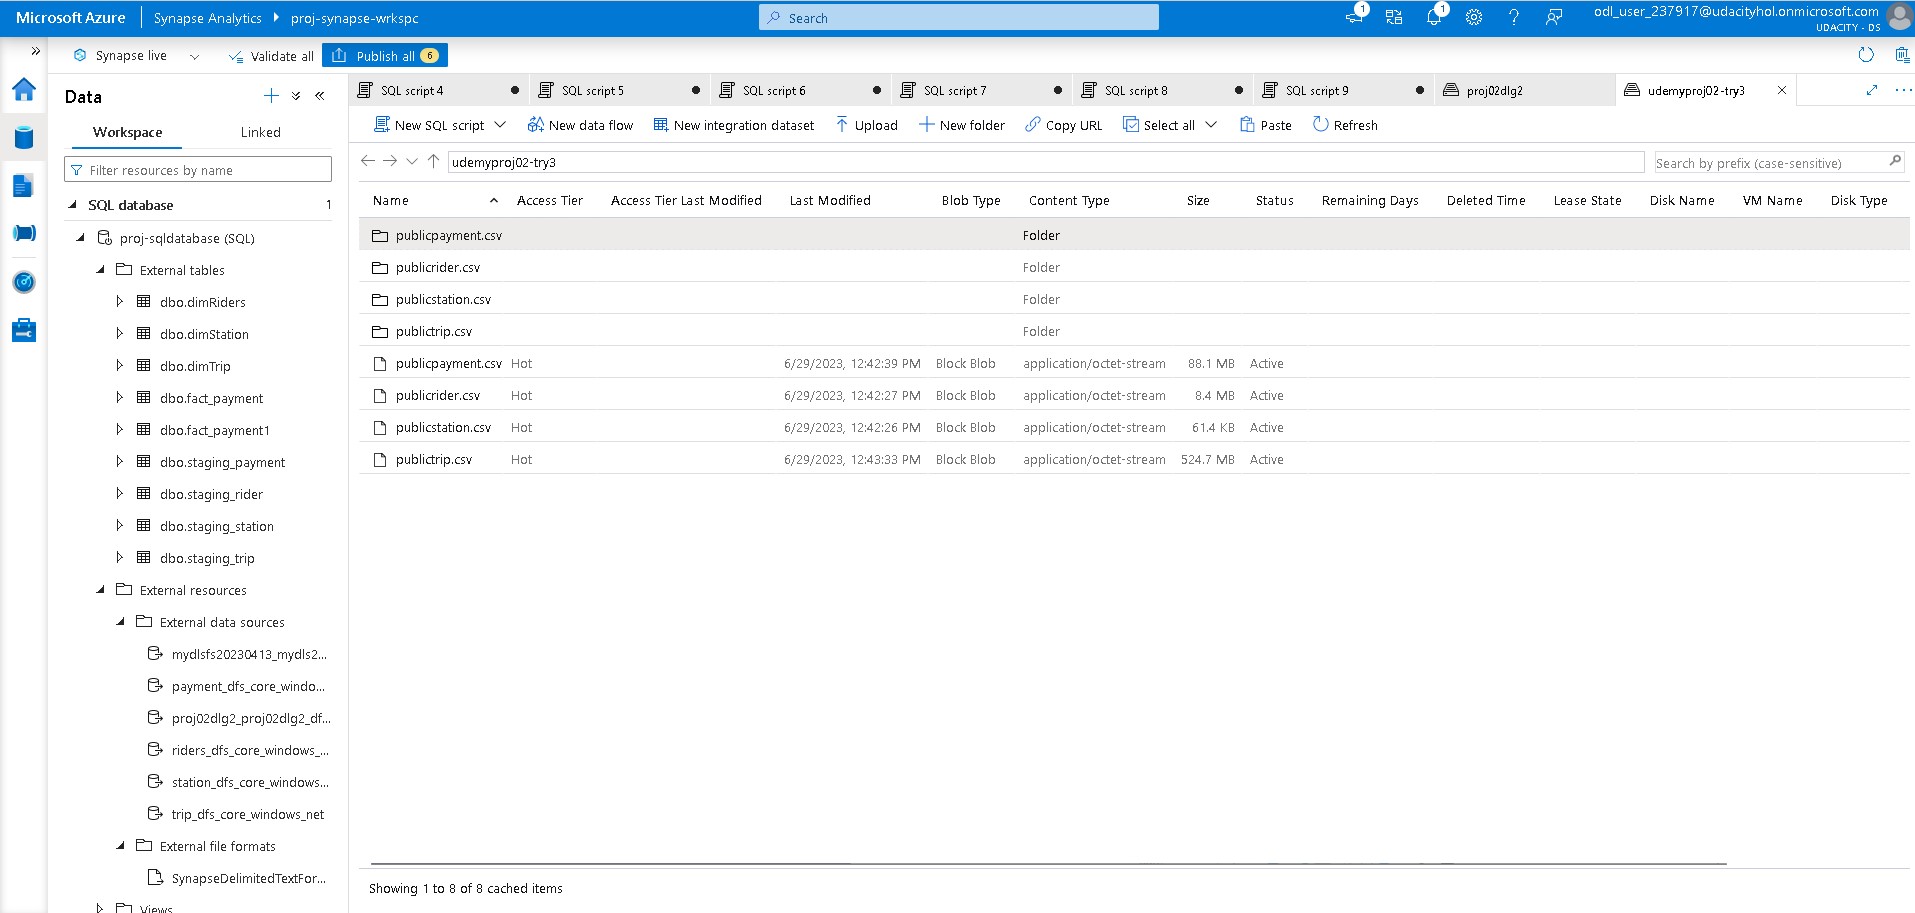 Microsoft Azure Synapse Analytics proj-synapse-wrkspc Search 1 1 odl_user_237917@udacityhol.onmicrosoft.com
UDACITY - DS
Synapse live Validate all Publish all 6
Data
Workspace Linked
Filter resources by name
SQL database 1
proj-sqldatabase (SQL)
External tables
dbo.dimRiders
dbo.dimStation
dbo.dimTrip
dbo.fact_payment
dbo.fact_payment1
dbo.staging_payment
dbo.staging_rider
dbo.staging_station
dbo.staging_trip
External resources
External data sources
mydlsfs20230413_mydls2...
payment_dfs_core_windo...
proj02dlg2_proj02dlg2_df...
riders_dfs_core_windows_...
station_dfs_core_windows...
trip_dfs_core_windows_net
External file formats
SynapseDelimitedTextFor...
Views
SQL script 4 SQL script 5 SQL script 6 SQL script 7 SQL script 8 SQL script 9 proj02dlg2 udemyproj02-try3
New SQL script New data flow New integration dataset Upload New folder Copy URL Select all Paste Refresh
udemyproj02-try3 Search by prefix (case-sensitive)
Name Access Tier Access Tier Last Modified Last Modified Blob Type Content Type Size Status Remaining Days Deleted Time Lease State Disk Name VM Name Disk Type
publicpayment.csv Folder
publicrider.csv Folder
publicstation.csv Folder
publictrip.csv Folder
publicpayment.csv Hot 6/29/2023, 12:42:39 PM Block Blob application/octet-stream 88.1 MB Active
publicrider.csv Hot 6/29/2023, 12:42:27 PM Block Blob application/octet-stream 8.4 MB Active
publicstation.csv Hot 6/29/2023, 12:42:26 PM Block Blob application/octet-stream 61.4 KB Active
publictrip.csv Hot 6/29/2023, 12:43:33 PM Block Blob application/octet-stream 524.7 MB Active
Showing 1 to 8 of 8 cached items